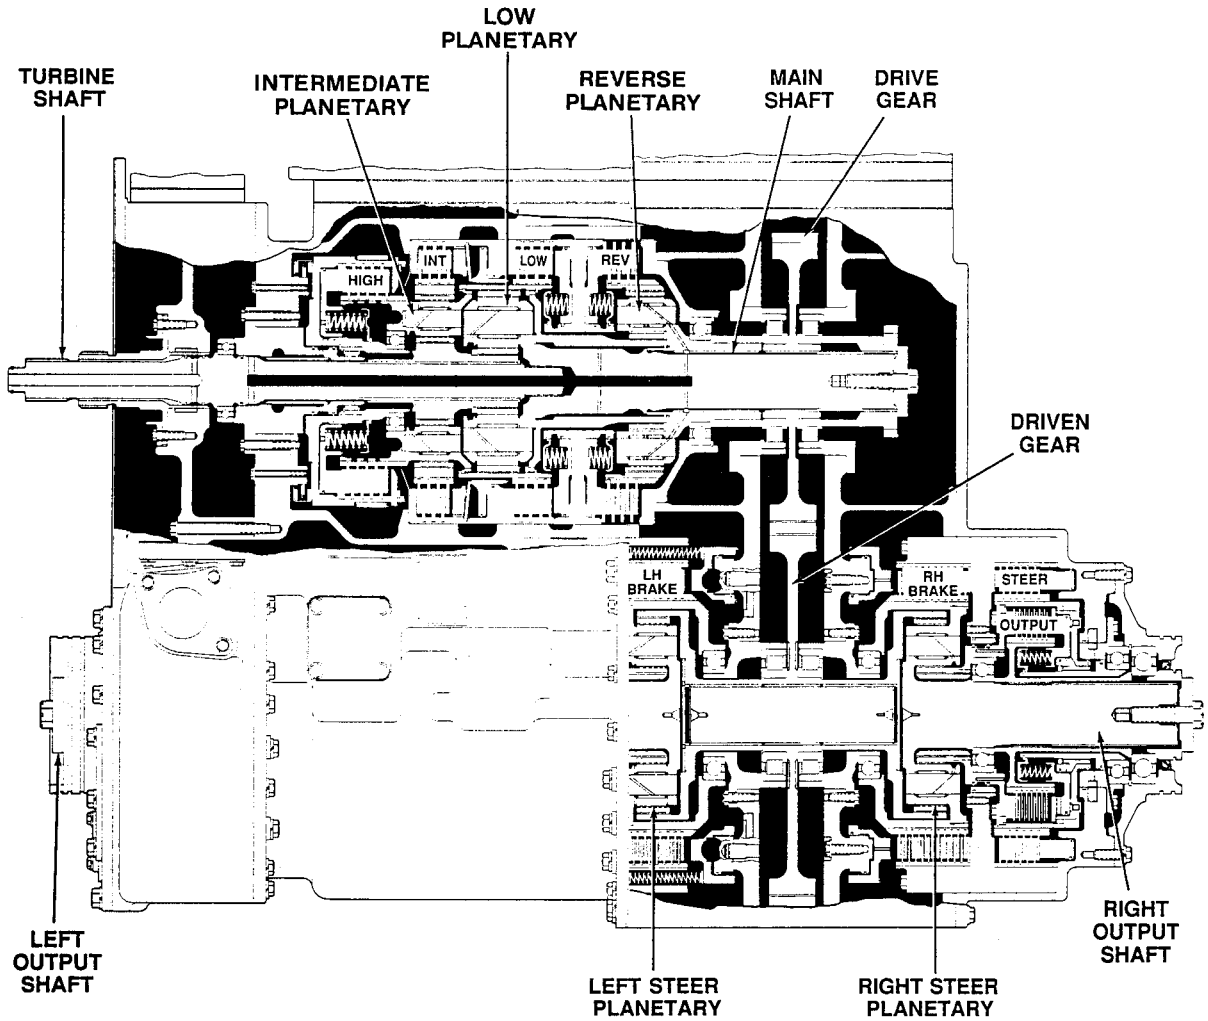 LOW
PLANETARY
TURBINE
SHAFT
INTERMEDIATE
PLANETARY
REVERSE
PLANETARY
MAIN
SHAFT
DRIVE
GEAR
INT
LOW
REV
HIGH
DRIVEN
GEAR
LH
BRAKE
RH
BRAKE
STEER
OUTPUT
LEFT
OUTPUT
SHAFT
RIGHT
OUTPUT
SHAFT
LEFT STEER
PLANETARY
RIGHT STEER
PLANETARY